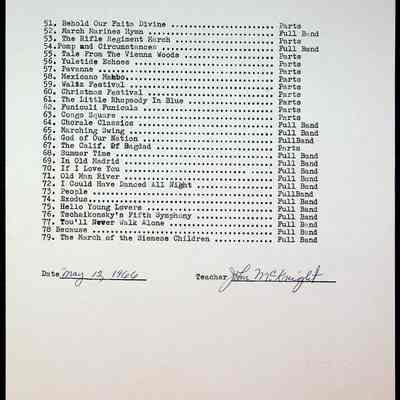 51. Behold Our Faits Divine .................. Parts
52. March Marines Hymn ...................... Full Band
53. The Rifle Regiment March ................ Parts
54.Pomp and Circumstances ................... Full Band
55. Tale From The Vienna Woods .............. Parts
56. Yuletide Echoes ......................... Parts
57. Pavanne ................................. Parts
58. Mexicano Mambo........................... Parts
59. Waltz Festival .......................... Parts
60. Christmas Festival ...................... Parts
61. The Little Rhapsody In Blue ............. Parts
62. Funiculi Funicula ....................... Parts
63. Congo Square ............................ Parts
64. Chorale Classics ........................ Full Band
65. Marching Swing .......................... Full Band
66. God of Our Nation ....................... FullBand
67. The Calif. Of Bagdad .................... Parts
68. Summer Time ............................. Full Band
69. In Old Madrid ........................... Full Band
70. If I Love You ........................... Full Band
71. Old Man River ........................... Full Band
72. I Could Have Danced All Night ........... Full Band
73. People .................................. FullBand
74. Exodus................................... Full Band
75. Hello Young Lovers ...................... Full Band
76. Tschaikonsky's Fifth Symphony ........... Full Band
77. You'll Never Walk Alone ................. Full Band
78 Because .................................. Full Band
79. The March of the Siamese Children ....... Full Band
Date May 12, 1966 Teacher John McKnight